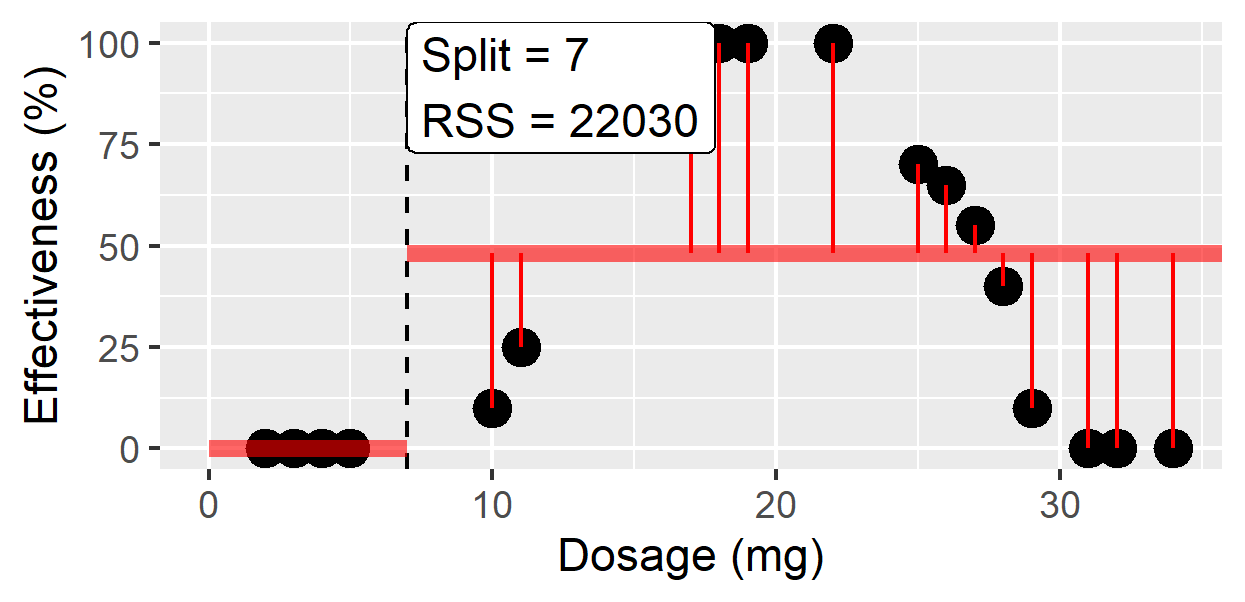 Split = 7
RSS = 22030
100
75
50
25
0
Effectiveness (%)
0 10 20 30
Dosage (mg)